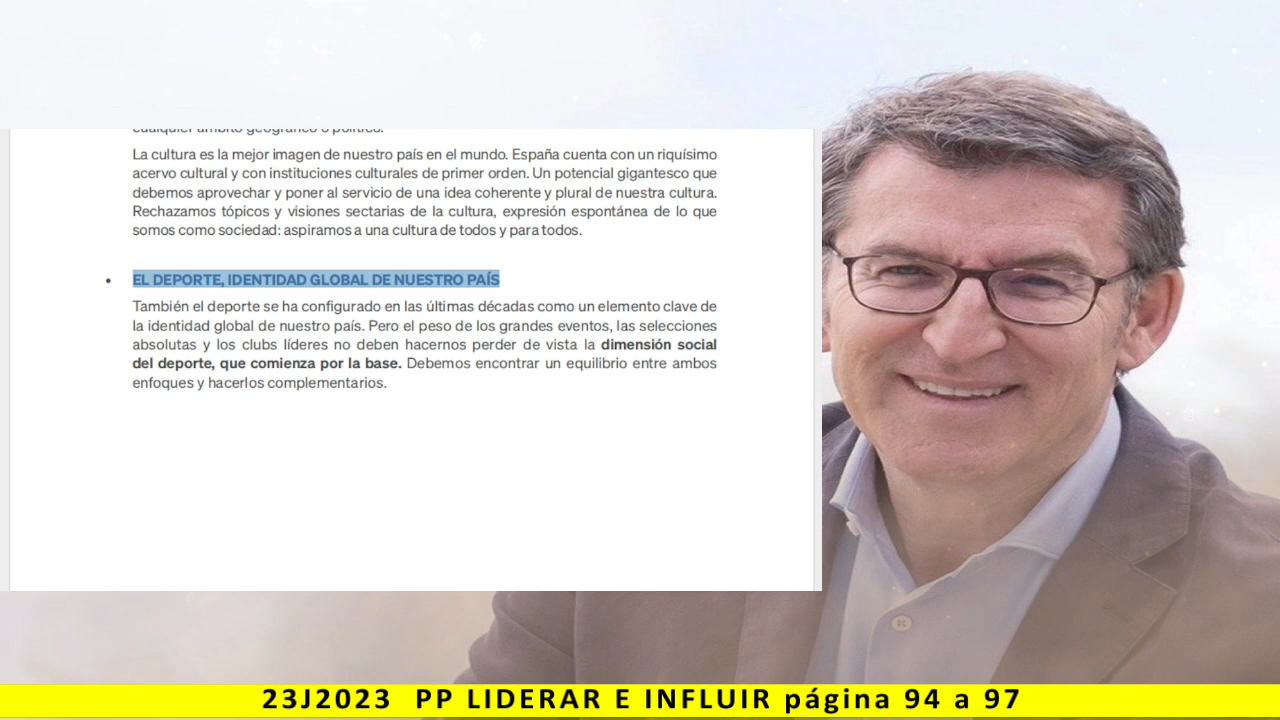 cualquier ámbito geográfico o político.
La cultura es la mejor imagen de nuestro país en el mundo. España cuenta con un riquísimo
acervo cultural y con instituciones culturales de primer orden. Un potencial gigantesco que
debemos aprovechar y poner al servicio de una idea coherente y plural de nuestra cultura.
Rechazamos tópicos y visiones sectarias de la cultura, expresión espontánea de lo que
somos como sociedad: aspiramos a una cultura de todos y para todos.
• EL DEPORTE, IDENTIDAD GLOBAL DE NUESTRO PAÍS
También el deporte se ha configurado en las últimas décadas como un elemento clave de
la identidad global de nuestro país. Pero el peso de los grandes eventos, las selecciones
absolutas y los clubs líderes no deben hacernos perder de vista la dimensión social
del deporte, que comienza por la base. Debemos encontrar un equilibrio entre ambos
enfoques y hacerlos complementarios.
23J2023 PP LIDERAR E INFLUIR página 94 a 97